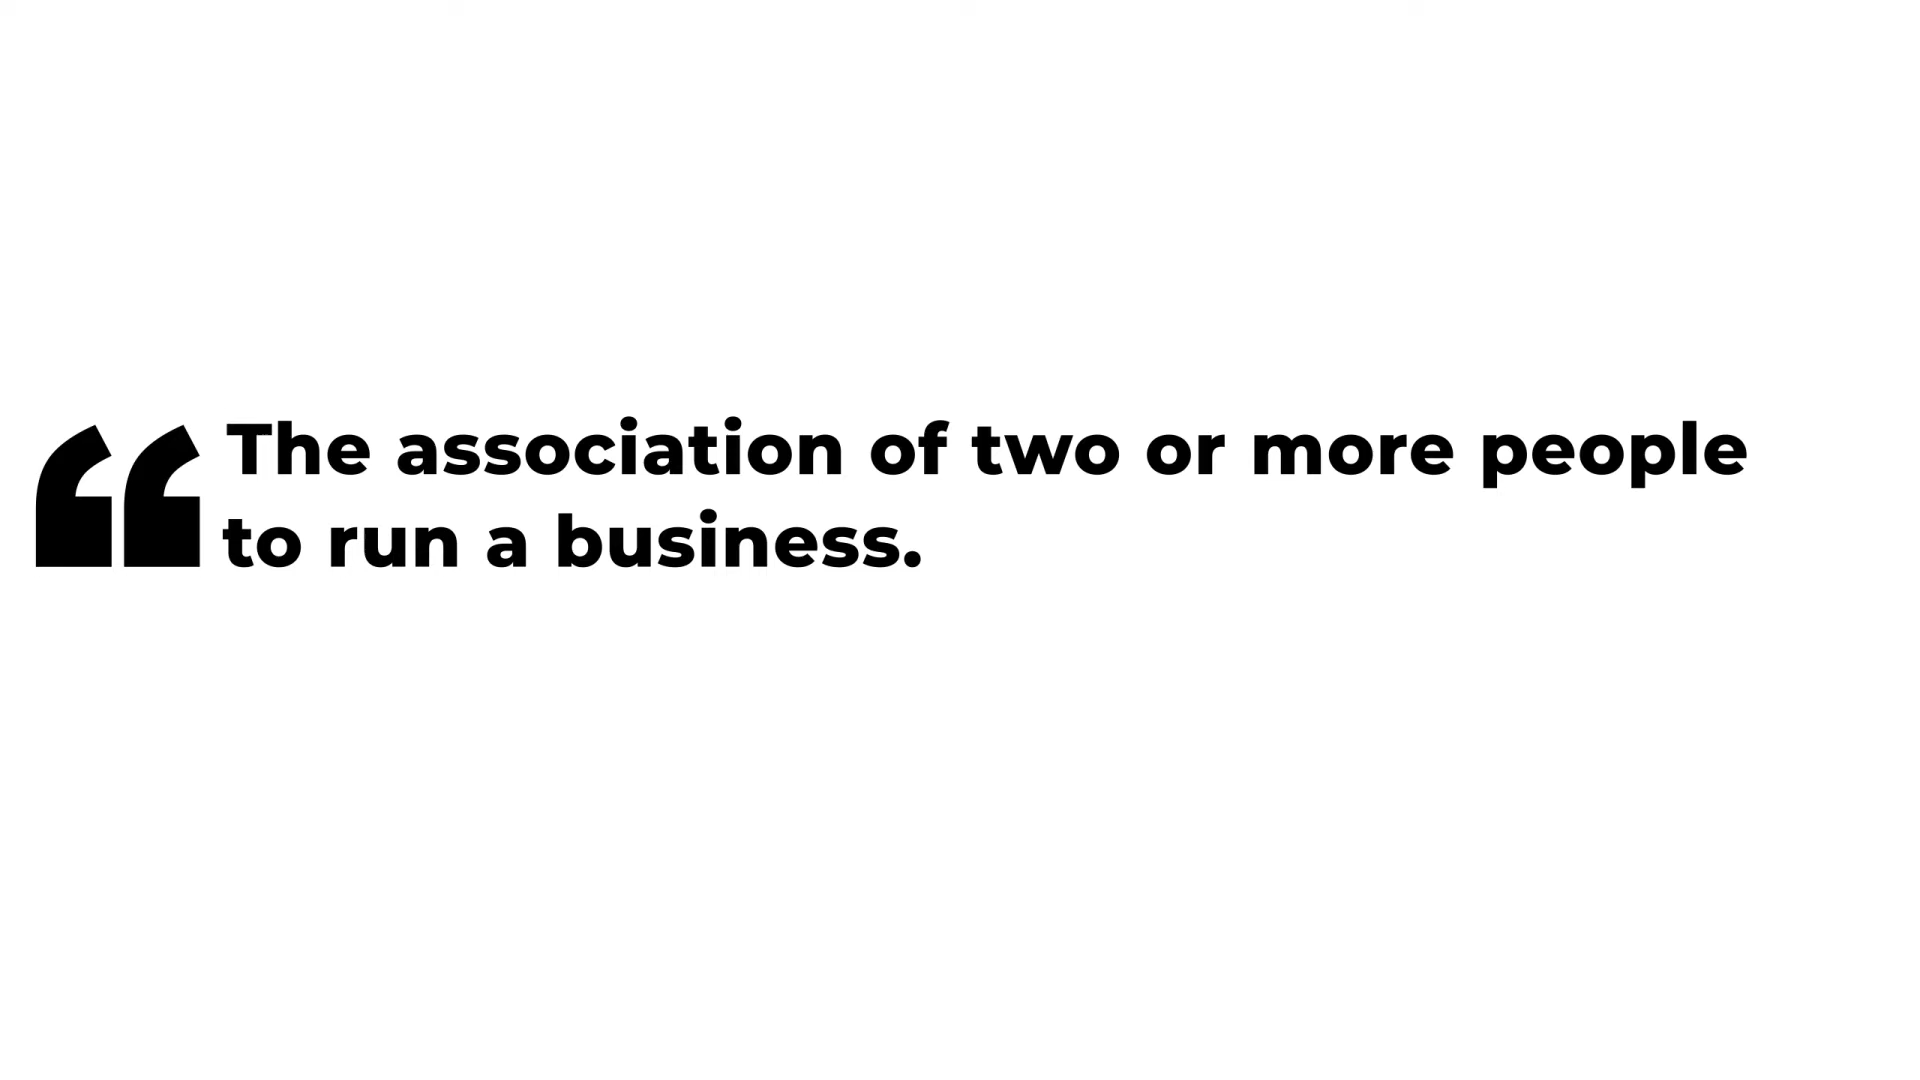 “The association of two or more people
to run a business.